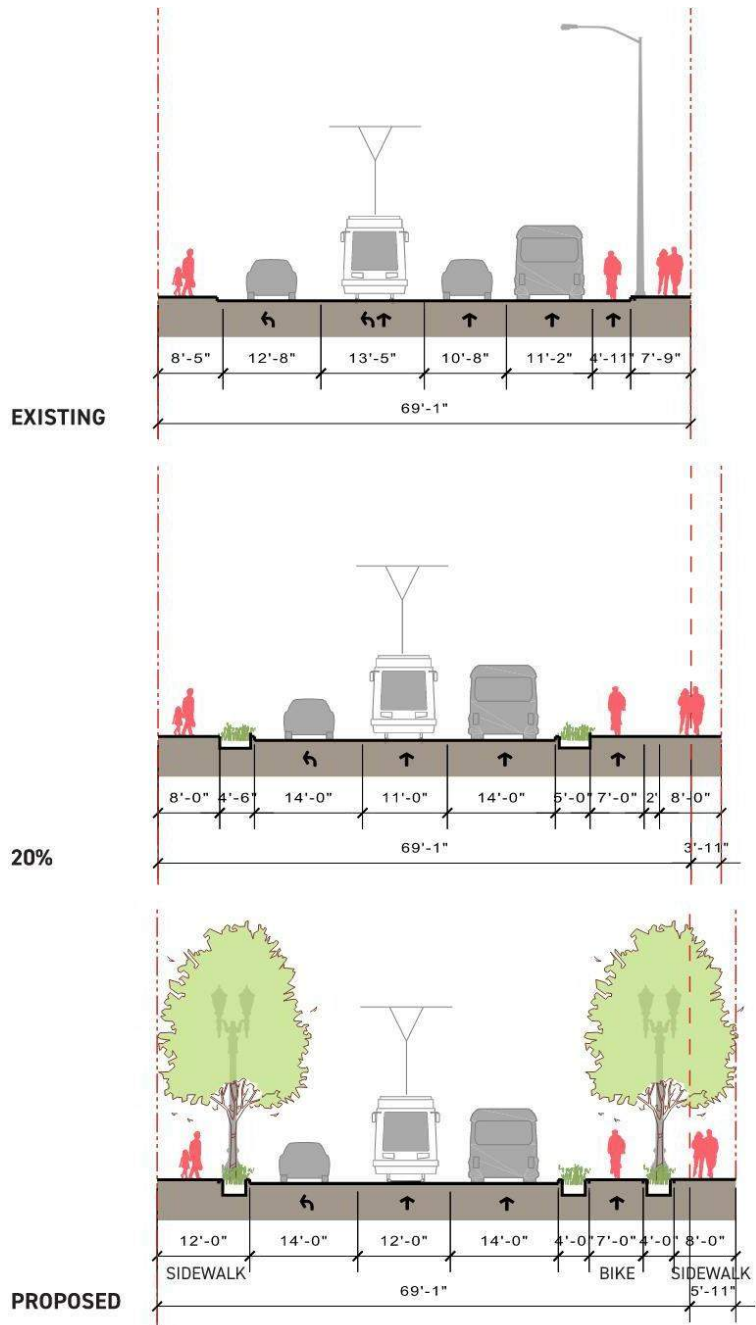 8'-5" 12'-8" 13'-5" 10'-8" 11'-2" 4'-11" 7'-9"
69'-1"
EXISTING
8'-0" 4'-6" 14'-0" 11'-0" 14'-0" 5'-0" 7'-0" 2' 8'-0"
69'-1" 3'-11"
20%
12'-0" 14'-0" 12'-0" 14'-0" 4'-0" 7'-0" 4'-0" 8'-0"
SIDEWALK BIKE SIDEWALK
69'-1" 5'-11"
PROPOSED